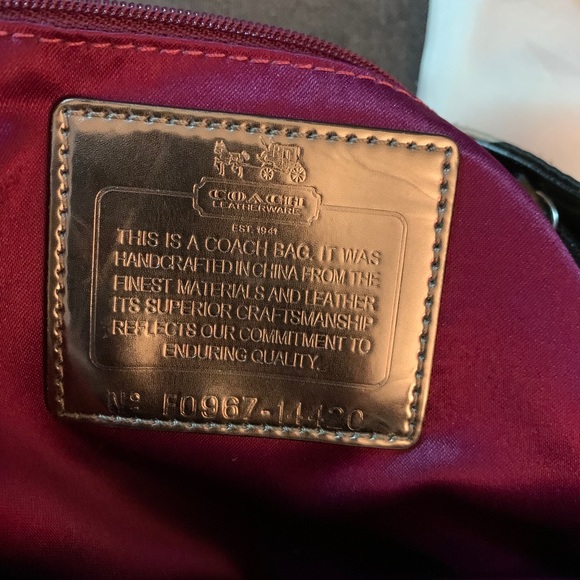 COACH
LEATHERWARE
EST. 1941
THIS IS A COACH BAG. IT WAS
HANDCRAFTED IN CHINA FROM THE
FINEST MATERIALS AND LEATHER
ITS SUPERIOR CRAFTSMANSHIP
REFLECTS OUR COMMITMENT TO
ENDURING QUALITY.
Nº F0967-14420